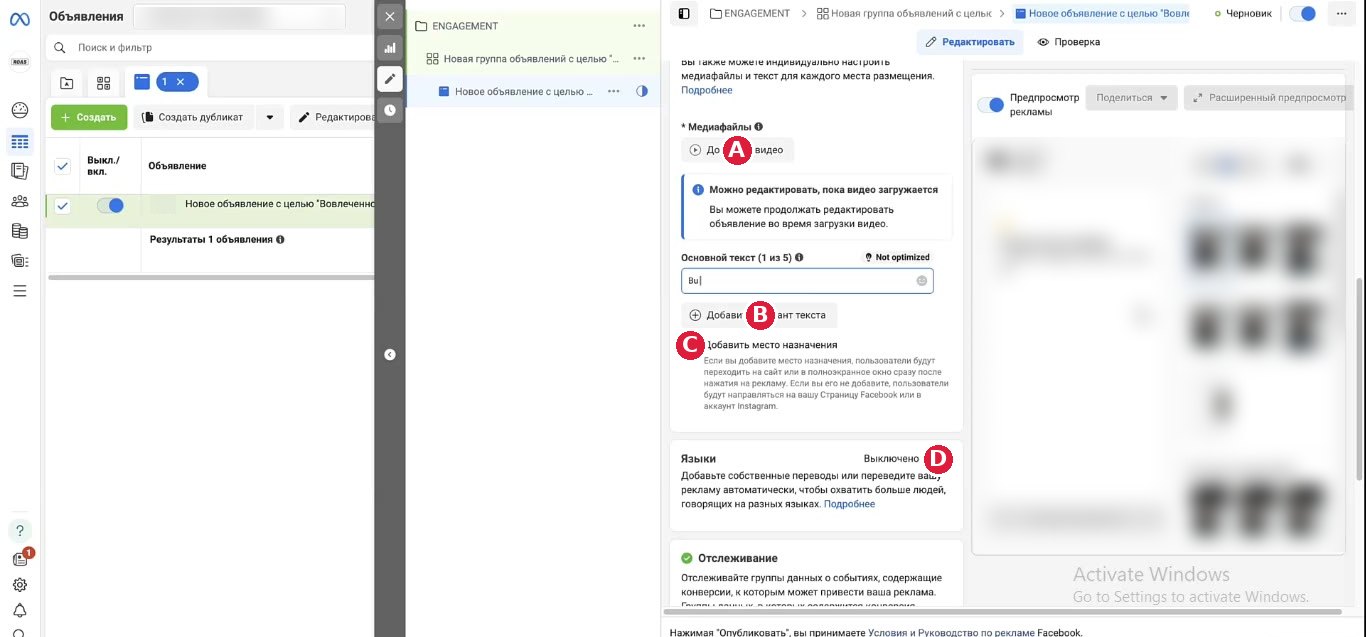 Объявления
ROAS
Поиск и фильтр
1
Создать
Создать дубликат
Редактирова
Выкл./
вкл.
Объявление
Новое объявление с целью "Вовлеченно
Результаты 1 объявления
?
1
ENGAGEMENT
Новая группа объявлений с целью "...
Новое объявление с целью ...
ENGAGEMENT
Новая группа объявлений с целью
Новое объявление с целью "Вовле
Черновик
Редактировать
Проверка
Вы также можете индивидуально настроить
медиафайлы и текст для каждого места размещения.
Подробнее
* Медиафайлы
До A видео
Можно редактировать, пока видео загружается
Вы можете продолжать редактировать
объявление во время загрузки видео.
Основной текст (1 из 5)
Not optimized
Bu
Добави B ант текста
C Добавить место назначения
Если вы добавите место назначения, пользователи будут
переходить на сайт или в полноэкранное окно сразу после
нажатия на рекламу. Если вы его не добавите, пользователи
будут направляться на вашу Страницу Facebook или в
аккаунт Instagram.
Языки
Выключено D
Добавьте собственные переводы или переведите вашу
рекламу автоматически, чтобы охватить больше людей,
говорящих на разных языках. Подробнее
Отслеживание
Отслеживайте группы данных о событиях, содержащие
конверсии, к которым может привести ваша реклама.
Группы данных, в которых содержится конверсия
Предпросмотр
рекламы
Поделиться
Расширенный предпросмотр
Activate Windows
Go to Settings to activate Windows.
Нажимая "Опубликовать", вы принимаете Условия и Руководство по рекламе Facebook.